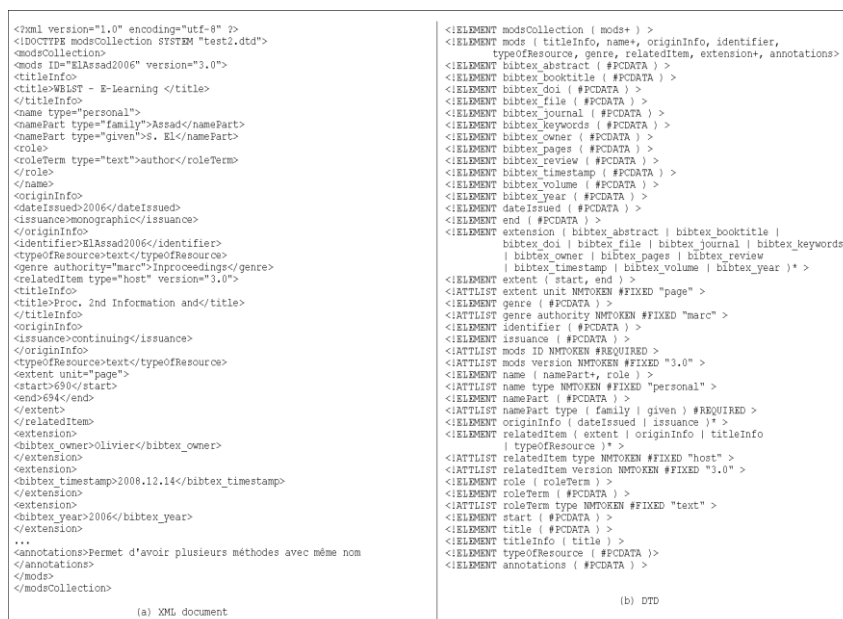 <?xml version="1.0" encoding="utf-8" ?>
<!DOCTYPE modsCollection SYSTEM "test2.dtd">
<modsCollection>
<mods ID="ElAssad2006" version="3.0">
<titleInfo>
<title>WBLST - E-Learning </title>
</titleInfo>
<name type="personal">
<namePart type="family">Assad</namePart>
<namePart type="given">S. El</namePart>
<role>
<roleTerm type="text">author</roleTerm>
</role>
</name>
<originInfo>
<dateIssued>2006</dateIssued>
<issuance>monographic</issuance>
</originInfo>
<identifier>ElAssad2006</identifier>
<typeOfResource>text</typeOfResource>
<genre authority="marc">Inproceedings</genre>
<relatedItem type="host" version="3.0">
<titleInfo>
<title>Proc. 2nd Information and</title>
</titleInfo>
<originInfo>
<issuance>continuing</issuance>
</originInfo>
<typeOfResource>text</typeOfResource>
<extent unit="page">
<start>690</start>
<end>694</end>
</extent>
</relatedItem>
<extension>
<bibtex_owner>Olivier</bibtex_owner>
</extension>
<extension>
<bibtex_timestamp>2008.12.14</bibtex_timestamp>
</extension>
<extension>
<bibtex_year>2006</bibtex_year>
</extension>
...
<annotations>Permet d'avoir plusieurs méthodes avec même nom
</annotations>
</mods>
</modsCollection>
(a) XML document
<!ELEMENT modsCollection ( mods+ ) >
<!ELEMENT mods ( titleInfo, name+, originInfo, identifier,
typeOfResource, genre, relatedItem, extension+, annotations>
<!ELEMENT bibtex_abstract ( #PCDATA ) >
<!ELEMENT bibtex_booktitle ( #PCDATA ) >
<!ELEMENT bibtex_doi ( #PCDATA ) >
<!ELEMENT bibtex_file ( #PCDATA ) >
<!ELEMENT bibtex_journal ( #PCDATA ) >
<!ELEMENT bibtex_keywords ( #PCDATA ) >
<!ELEMENT bibtex_owner ( #PCDATA ) >
<!ELEMENT bibtex_pages ( #PCDATA ) >
<!ELEMENT bibtex_review ( #PCDATA ) >
<!ELEMENT bibtex_timestamp ( #PCDATA ) >
<!ELEMENT bibtex_volume ( #PCDATA ) >
<!ELEMENT bibtex_year ( #PCDATA ) >
<!ELEMENT dateIssued ( #PCDATA ) >
<!ELEMENT end ( #PCDATA ) >
<!ELEMENT extension ( bibtex_abstract | bibtex_booktitle |
bibtex_doi | bibtex_file | bibtex_journal | bibtex_keywords
| bibtex_owner | bibtex_pages | bibtex_review
| bibtex_timestamp | bibtex_volume | bibtex_year )* >
<!ELEMENT extent ( start, end ) >
<!ATTLIST extent unit NMTOKEN #FIXED "page" >
<!ELEMENT genre ( #PCDATA ) >
<!ATTLIST genre authority NMTOKEN #FIXED "marc" >
<!ELEMENT identifier ( #PCDATA ) >
<!ELEMENT issuance ( #PCDATA ) >
<!ATTLIST mods ID NMTOKEN #REQUIRED >
<!ATTLIST mods version NMTOKEN #FIXED "3.0" >
<!ELEMENT name ( namePart+, role ) >
<!ATTLIST name type NMTOKEN #FIXED "personal" >
<!ELEMENT namePart ( #PCDATA ) >
<!ATTLIST namePart type ( family | given ) #REQUIRED >
<!ELEMENT originInfo ( dateIssued | issuance )* >
<!ELEMENT relatedItem ( extent | originInfo | titleInfo
| typeOfResource )* >
<!ATTLIST relatedItem type NMTOKEN #FIXED "host" >
<!ATTLIST relatedItem version NMTOKEN #FIXED "3.0" >
<!ELEMENT role ( roleTerm ) >
<!ELEMENT roleTerm ( #PCDATA ) >
<!ATTLIST roleTerm type NMTOKEN #FIXED "text" >
<!ELEMENT start ( #PCDATA ) >
<!ELEMENT title ( #PCDATA ) >
<!ELEMENT titleInfo ( title ) >
<!ELEMENT typeOfResource ( #PCDATA )>
<!ELEMENT annotations ( #PCDATA ) >
(b) DTD